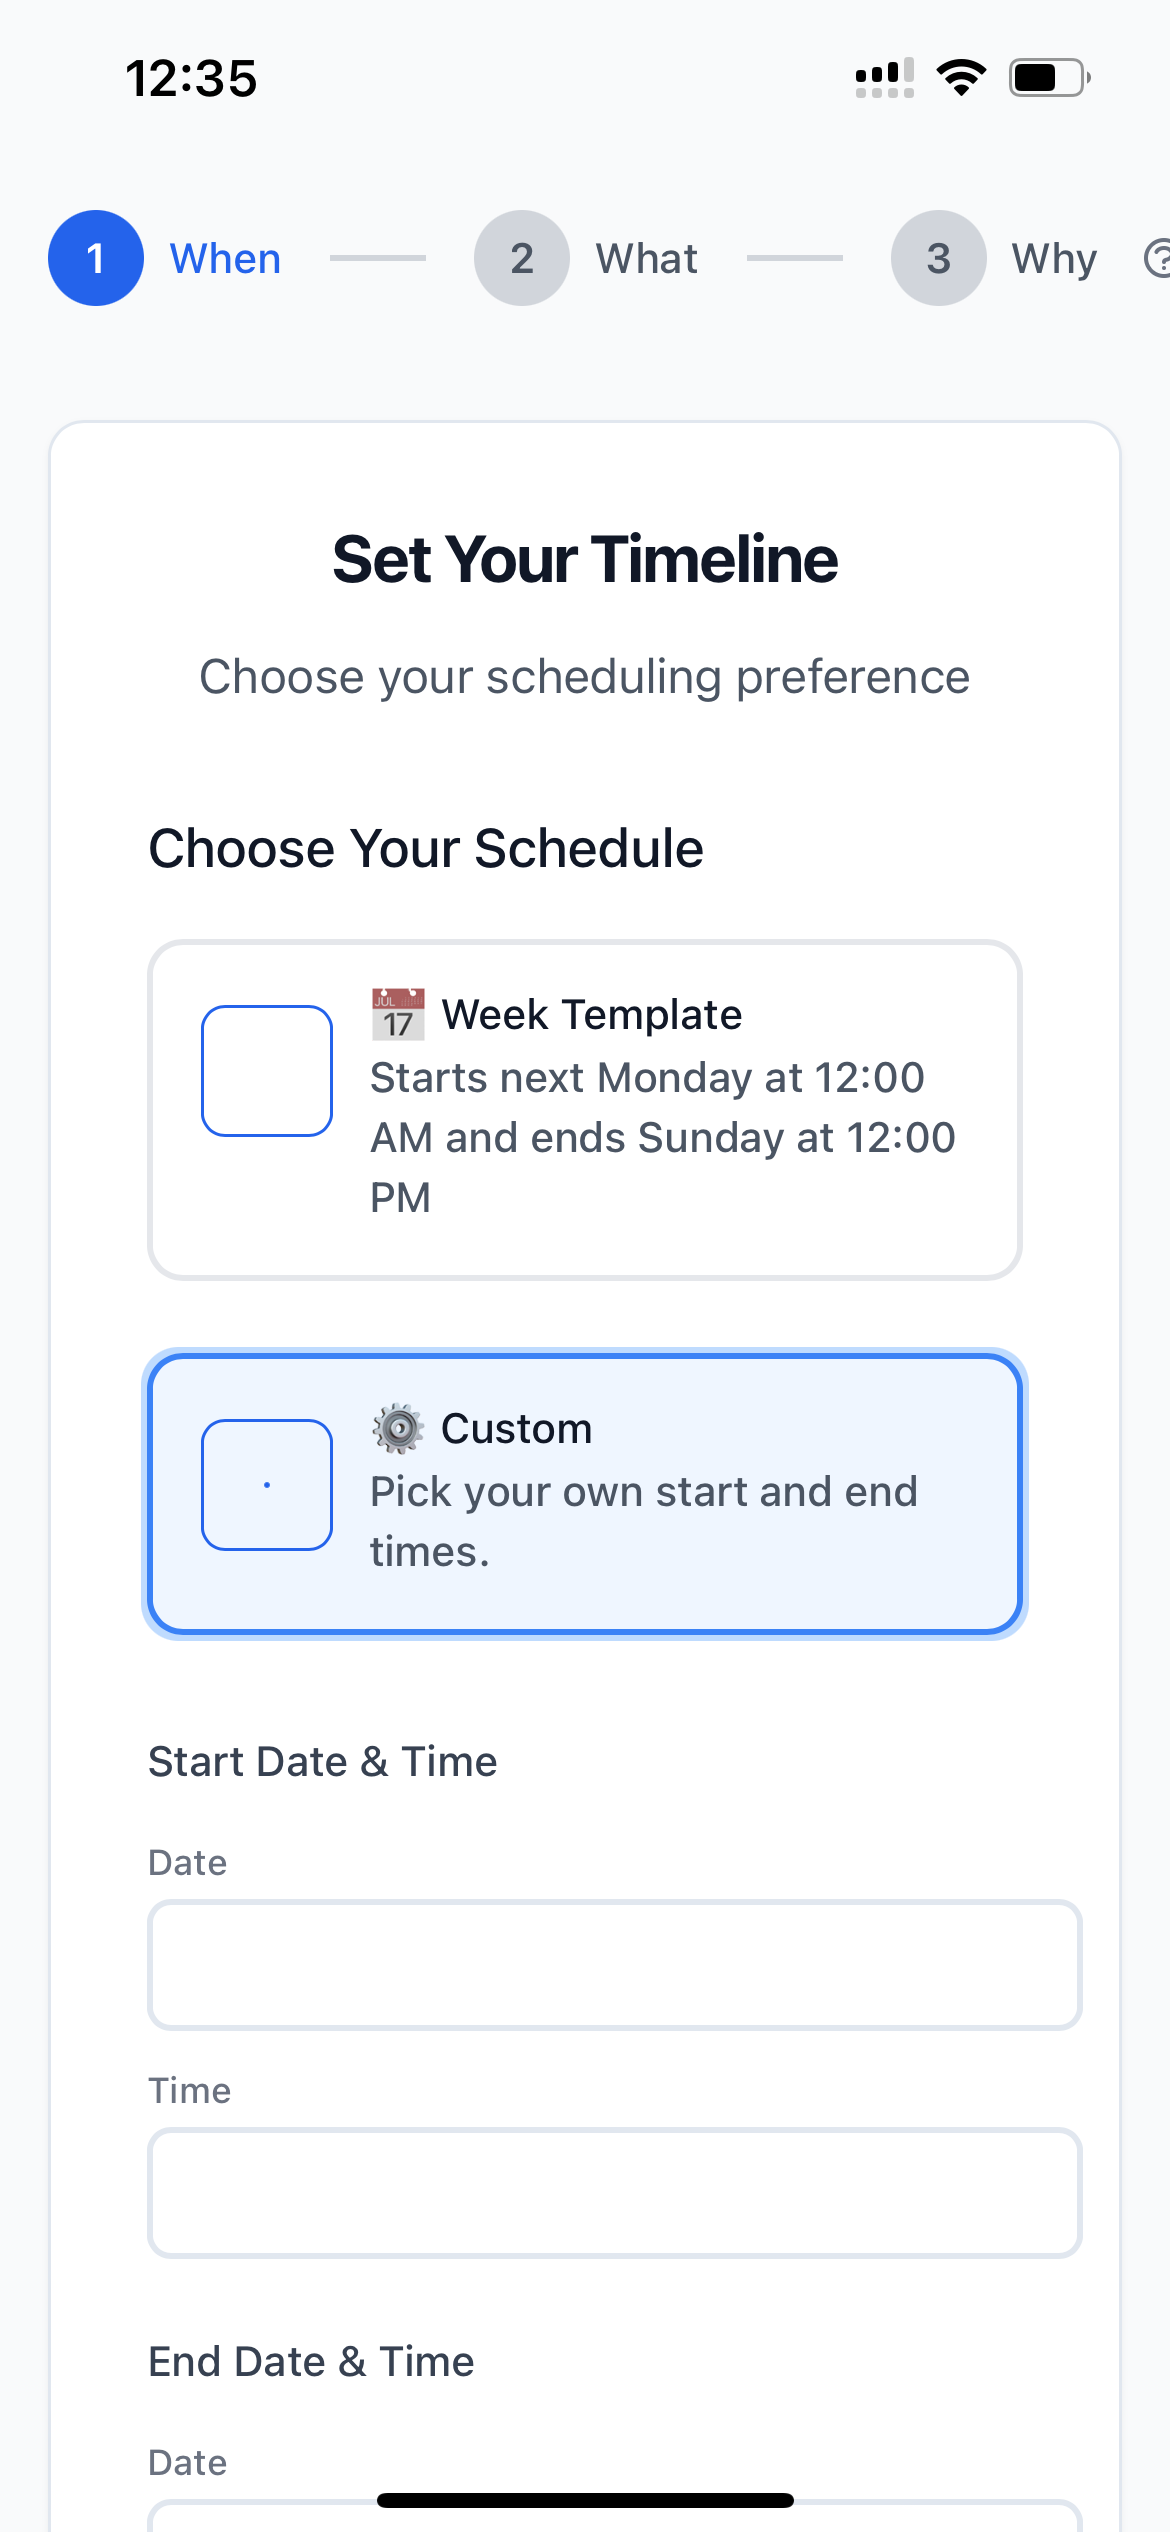 12:35
1 When 2 What 3 Why ?
Set Your Timeline
Choose your scheduling preference
Choose Your Schedule
JUL 17 Week Template
Starts next Monday at 12:00
AM and ends Sunday at 12:00
PM
Custom
Pick your own start and end
times.
Start Date & Time
Date
Time
End Date & Time
Date